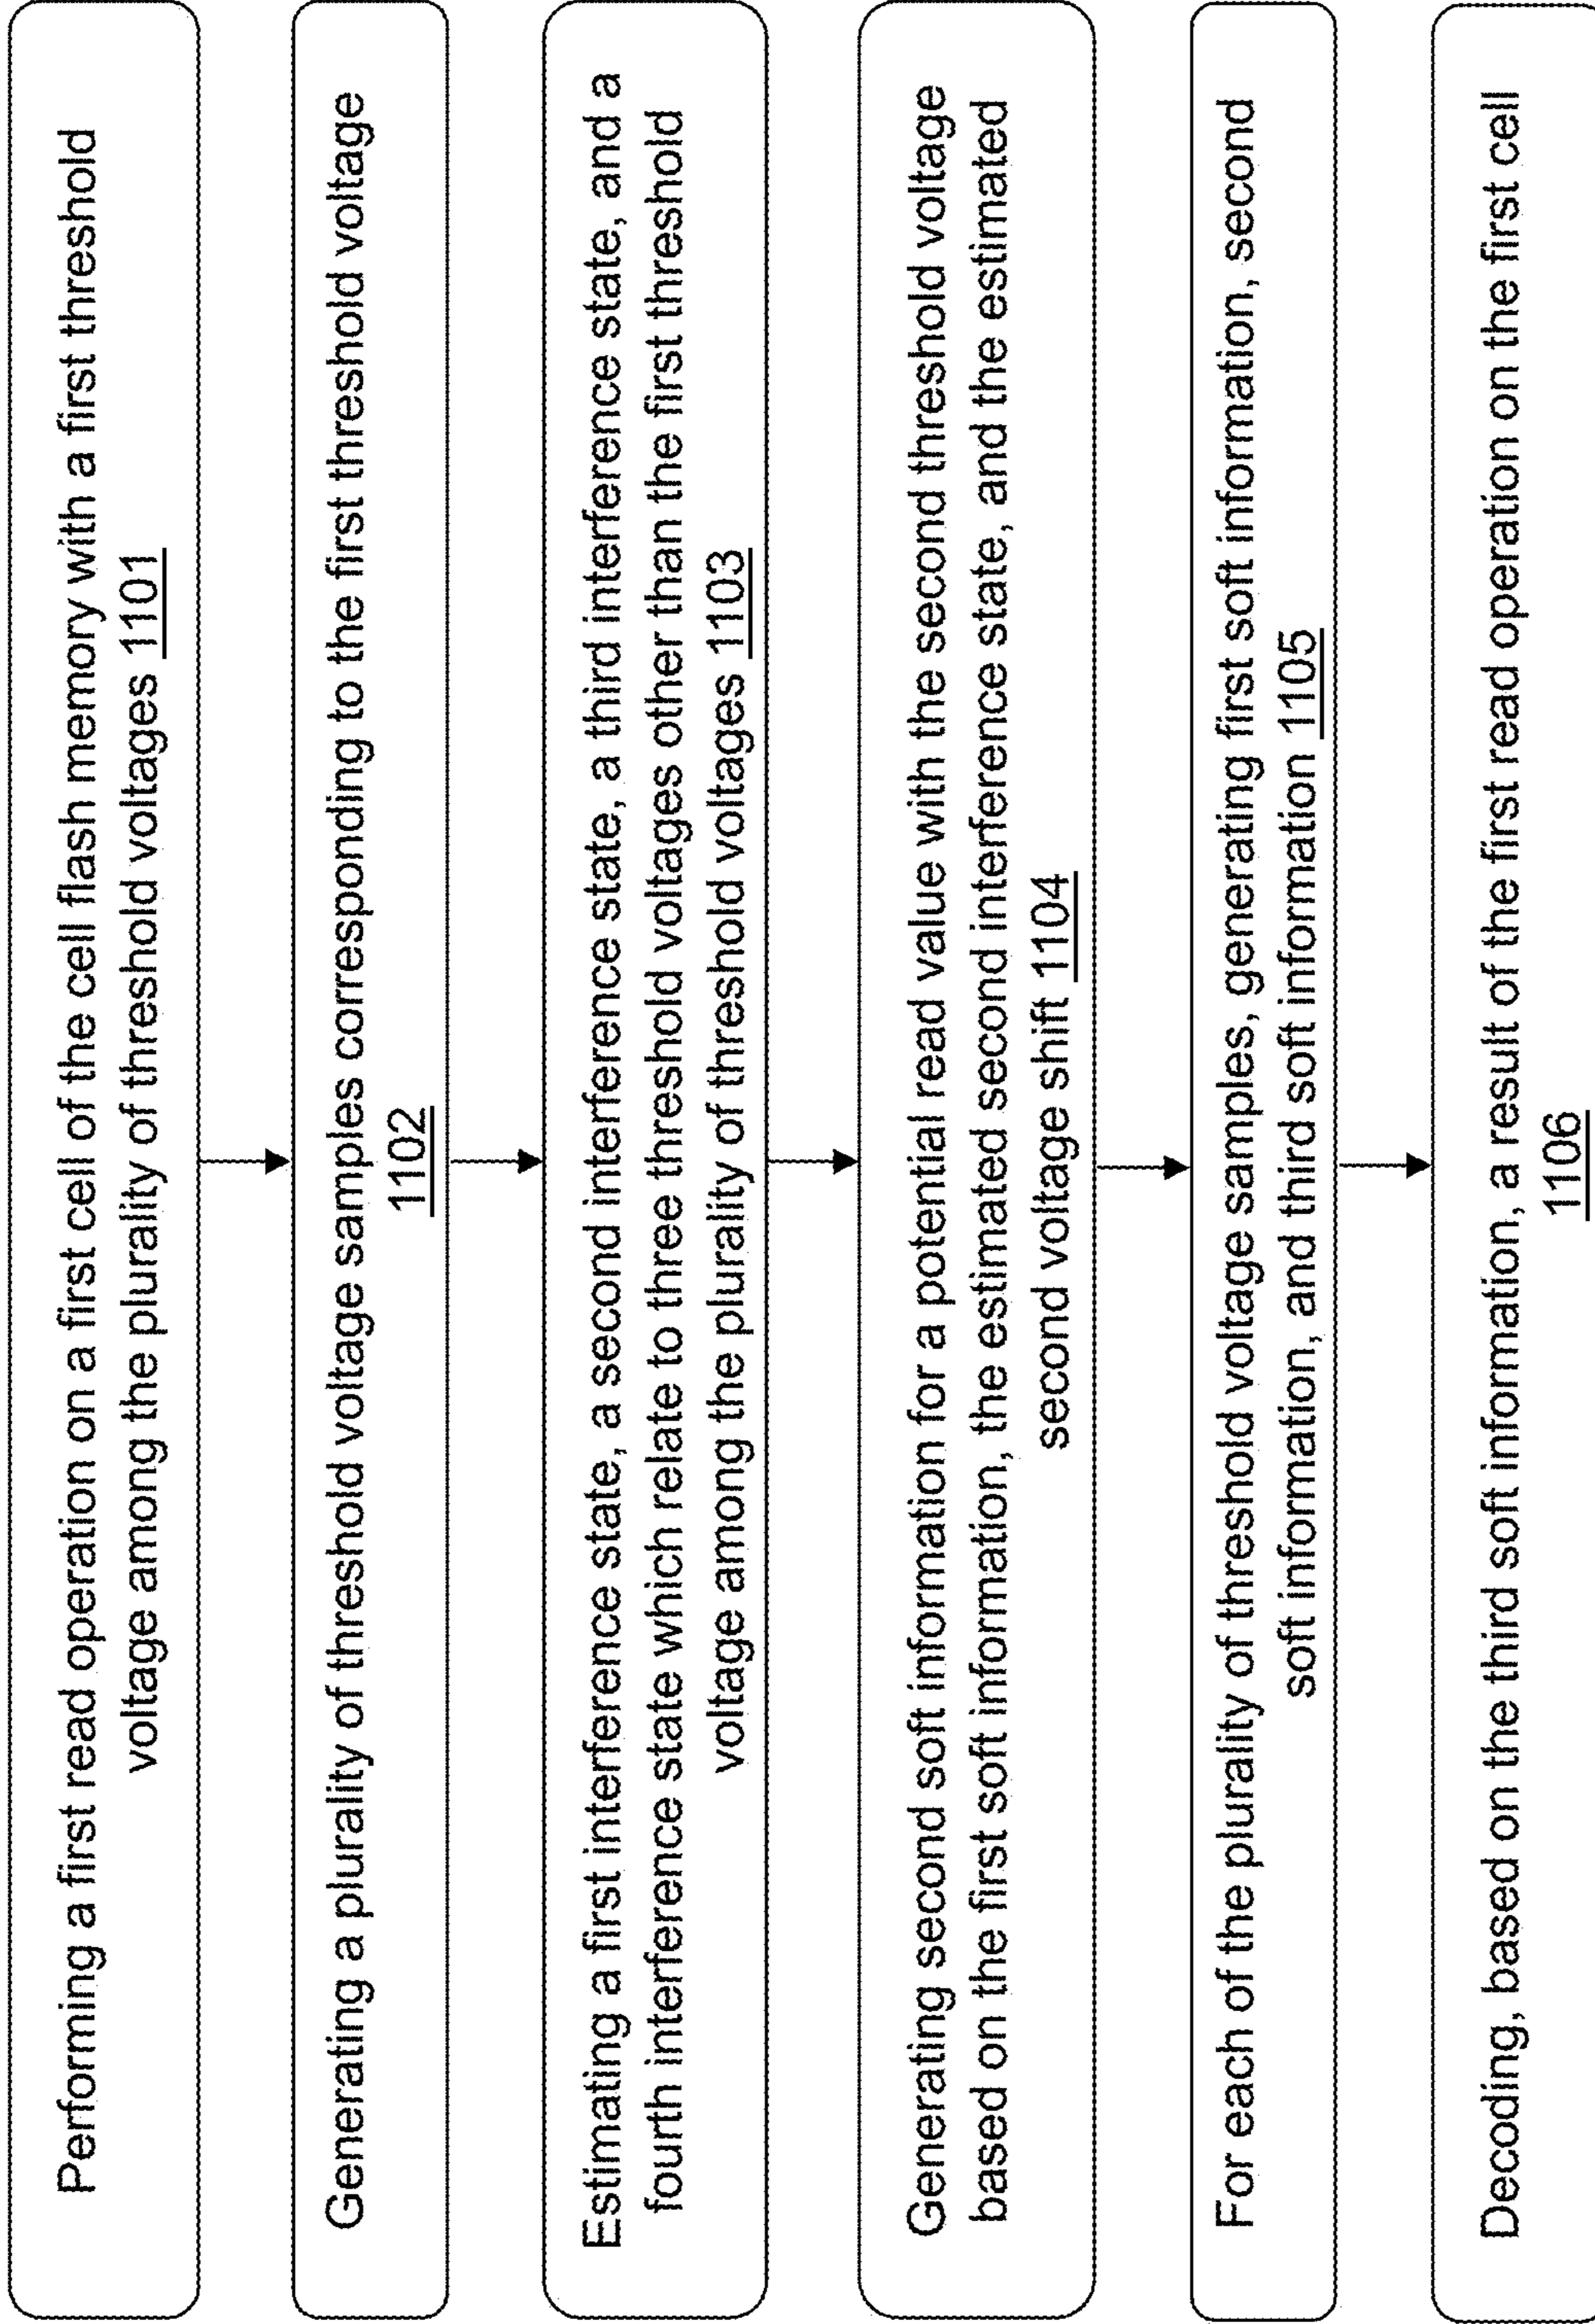 Performing a first read operation on a first cell of the cell flash memory with a first threshold
voltage among the plurality of threshold voltages 1101
Generating a plurality of threshold voltage samples corresponding to the first threshold voltage
1102
Estimating a first interference state, a second interference state, a third interference state, and a
fourth interference state which relate to three threshold voltages other than the first threshold
voltage among the plurality of threshold voltages 1103
Generating second soft information for a potential read value with the second threshold voltage
based on the first soft information, the estimated second interference state, and the estimated
second voltage shift 1104
For each of the plurality of threshold voltage samples, generating first soft information, second
soft information, and third soft information 1105
Decoding, based on the third soft information, a result of the first read operation on the first cell
1106